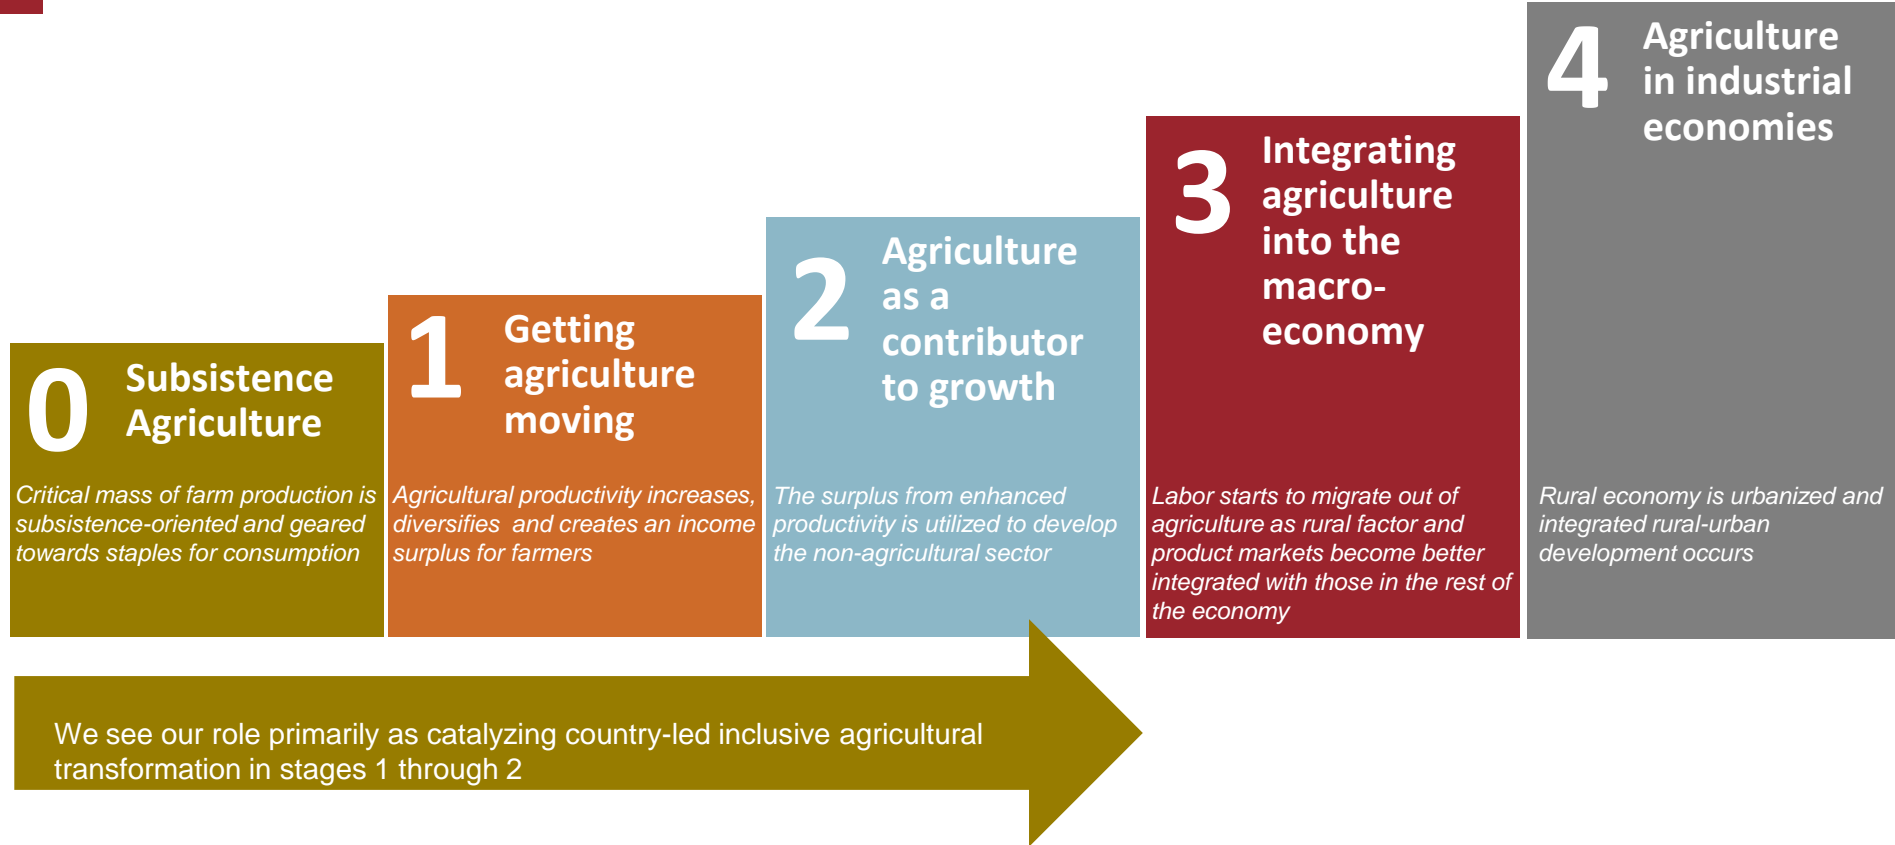 0
Subsistence
Agriculture
Critical mass of farm production is
subsistence-oriented and geared
towards staples for consumption
1
Getting
agriculture
moving
Agricultural productivity increases,
diversifies  and creates an income
surplus for farmers
2
Agriculture
as a
contributor
to growth
The surplus from enhanced
productivity is utilized to develop
the non-agricultural sector
3
Integrating
agriculture
into the
macro-
economy
Labor starts to migrate out of
agriculture as rural factor and
product markets become better
integrated with those in the rest of
the economy
4
Agriculture
in industrial
economies
Rural economy is urbanized and
integrated rural-urban
development occurs
We see our role primarily as catalyzing country-led inclusive agricultural
transformation in stages 1 through 2